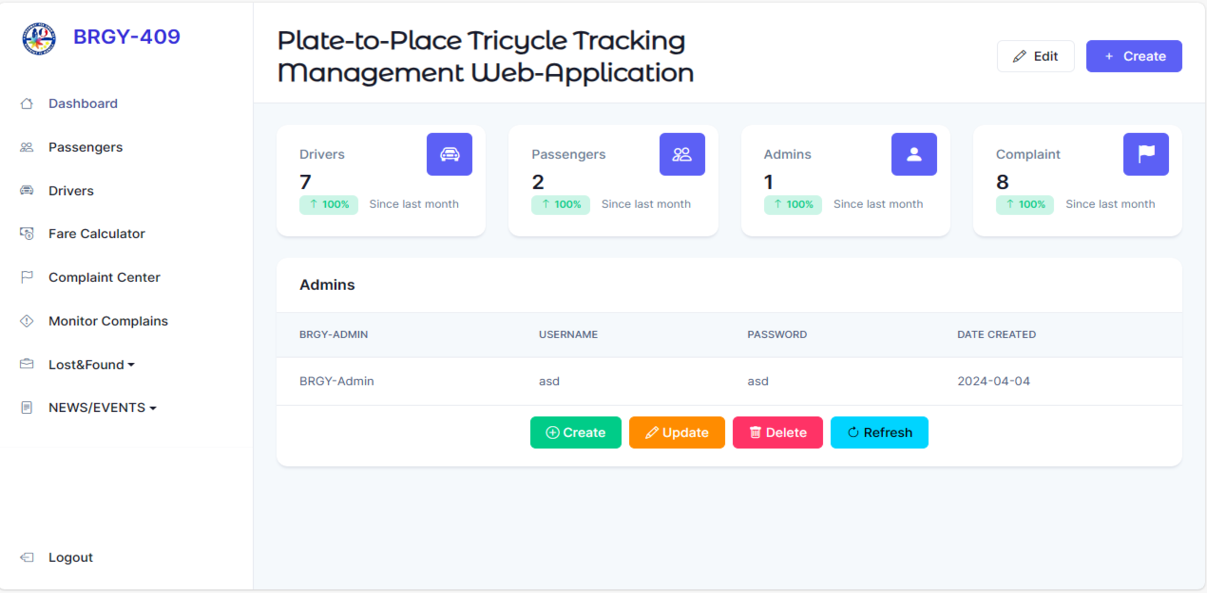 BRGY-409
Dashboard
Passengers
Drivers
Fare Calculator
Complaint Center
Monitor Complains
Lost&Found
NEWS/EVENTS
Logout
Plate-to-Place Tricycle Tracking
Management Web-Application
Edit
+ Create
Drivers
7
↑ 100% Since last month
Passengers
2
↑ 100% Since last month
Admins
1
↑ 100% Since last month
Complaint
8
↑ 100% Since last month
Admins
BRGY-ADMIN USERNAME PASSWORD DATE CREATED
BRGY-Admin asd asd 2024-04-04
Create Update Delete Refresh